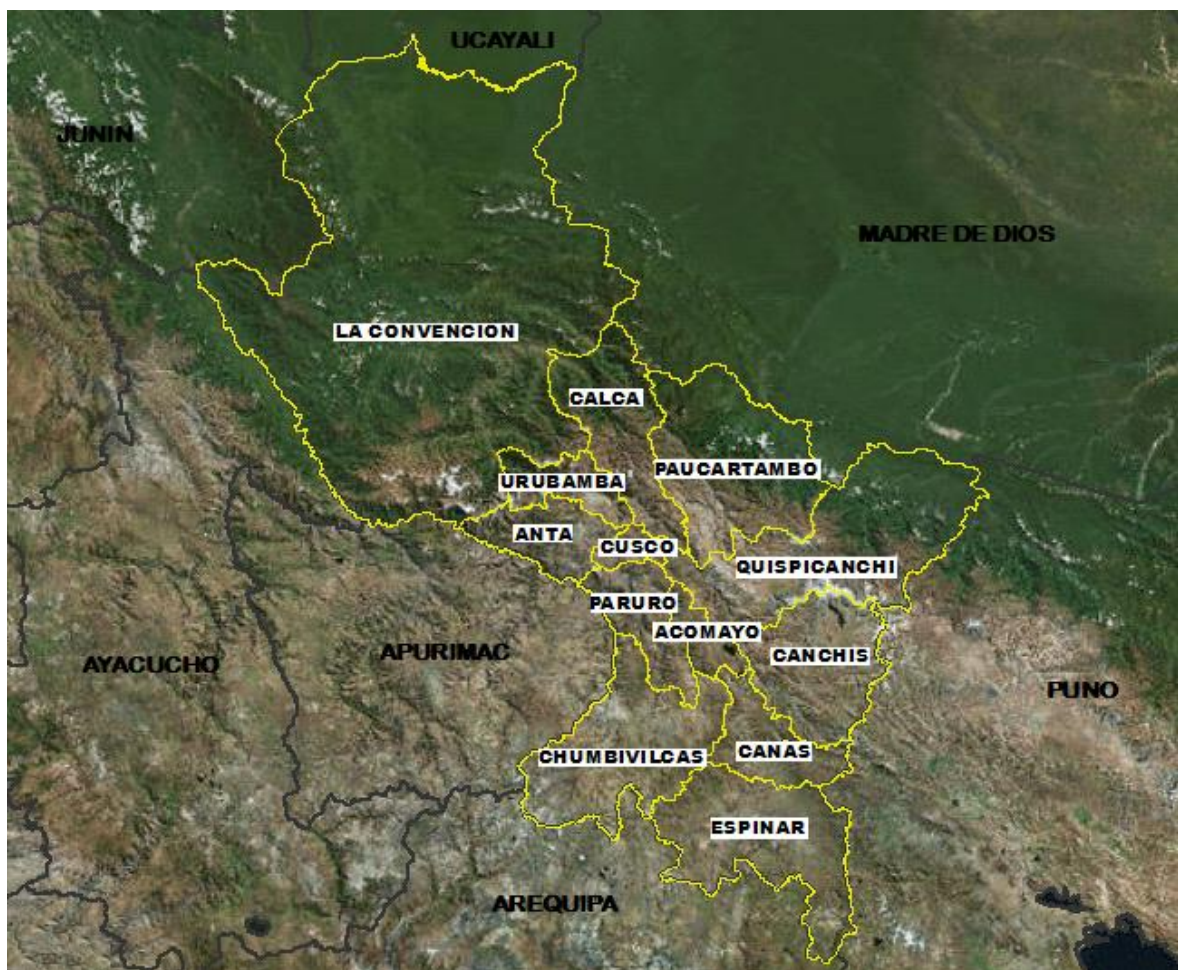 UCAYALI
JUNIN
MADRE DE DIOS
LA CONVENCION
CALCA
PAUCARTAMBO
URUBAMBA
ANTA
CUSCO
QUISPICANCHI
PARURO
ACOMAYO
APURIMAC
CANCHIS
AYACUCHO
PUNO
CHUMBIVILCAS
CANAS
ESPINAR
AREQUIPA